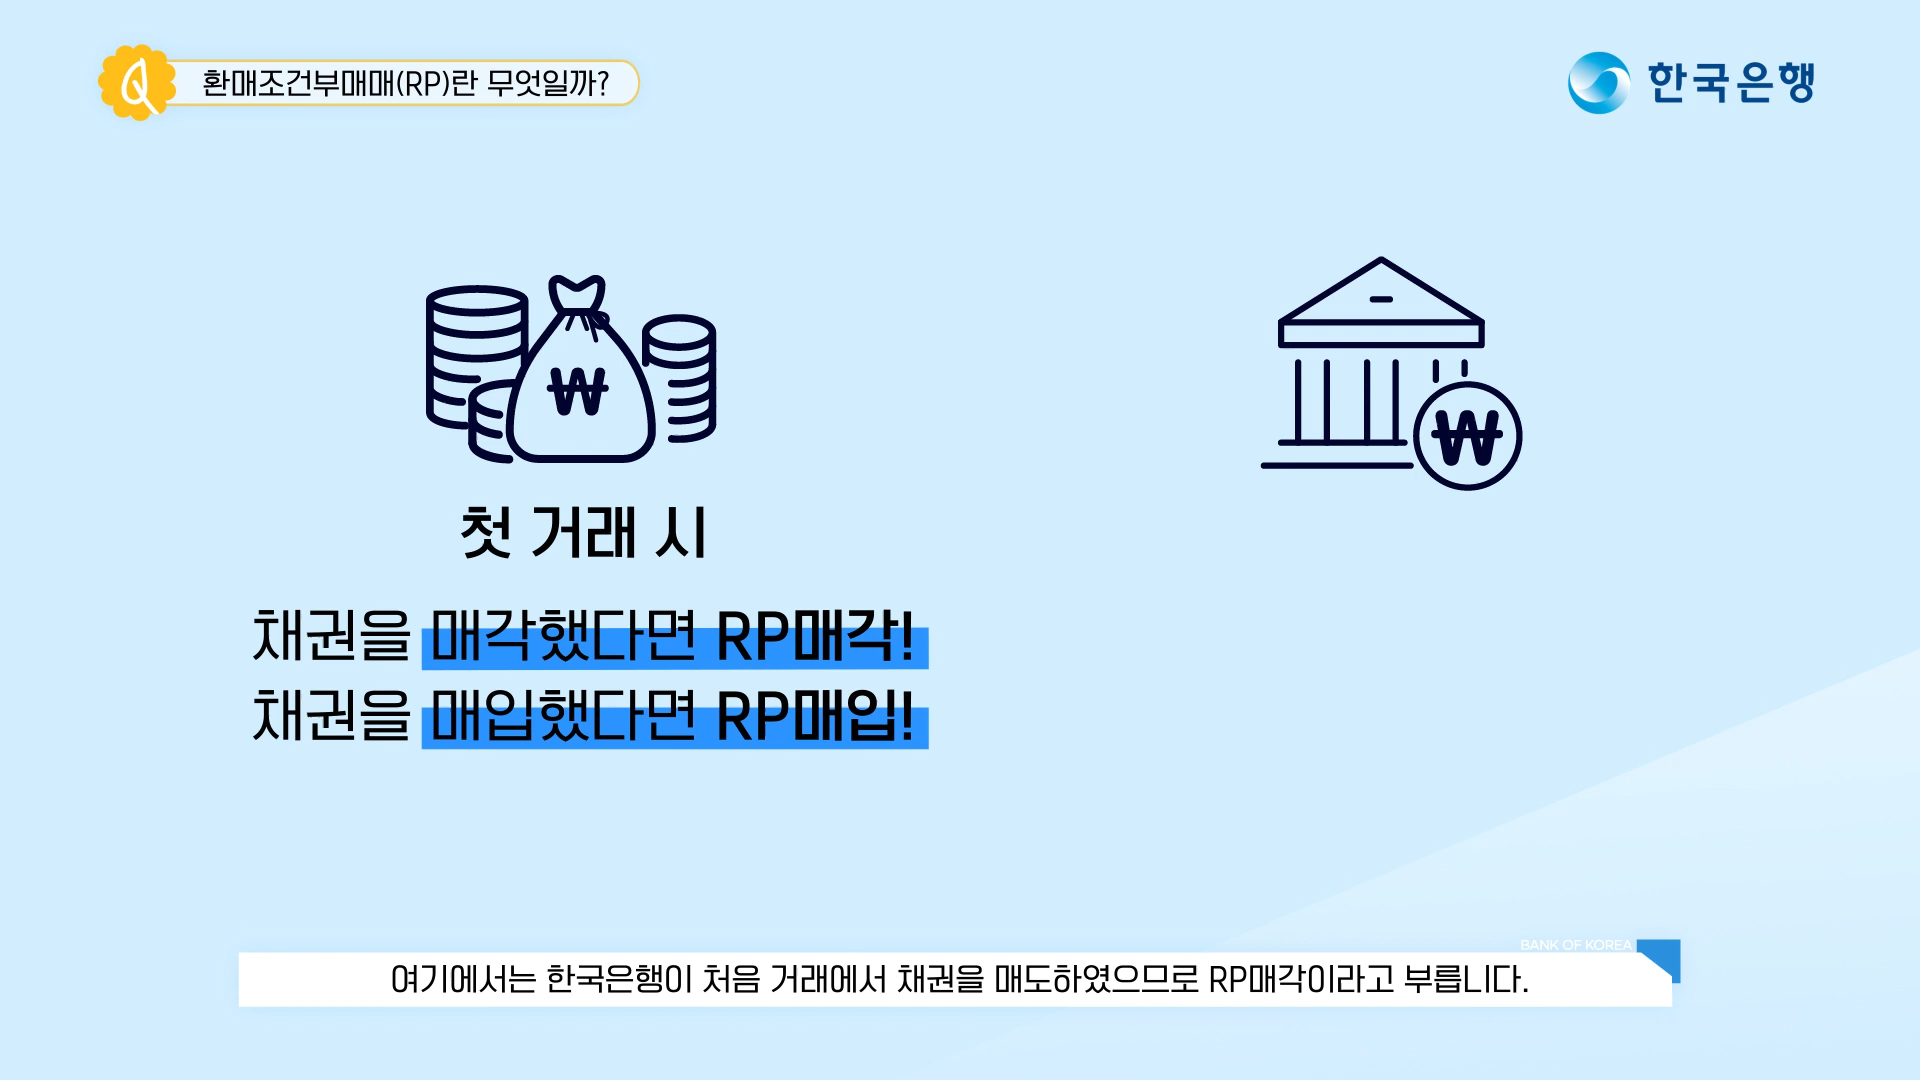 Q 환매조건부매매(RP)란 무엇일까?
한국은행
₩
₩
첫 거래 시
채권을 매각했다면 RP매각!
채권을 매입했다면 RP매입!
BANK OF KOREA
여기에서는 한국은행이 처음 거래에서 채권을 매도하였으므로 RP매각이라고 부릅니다.